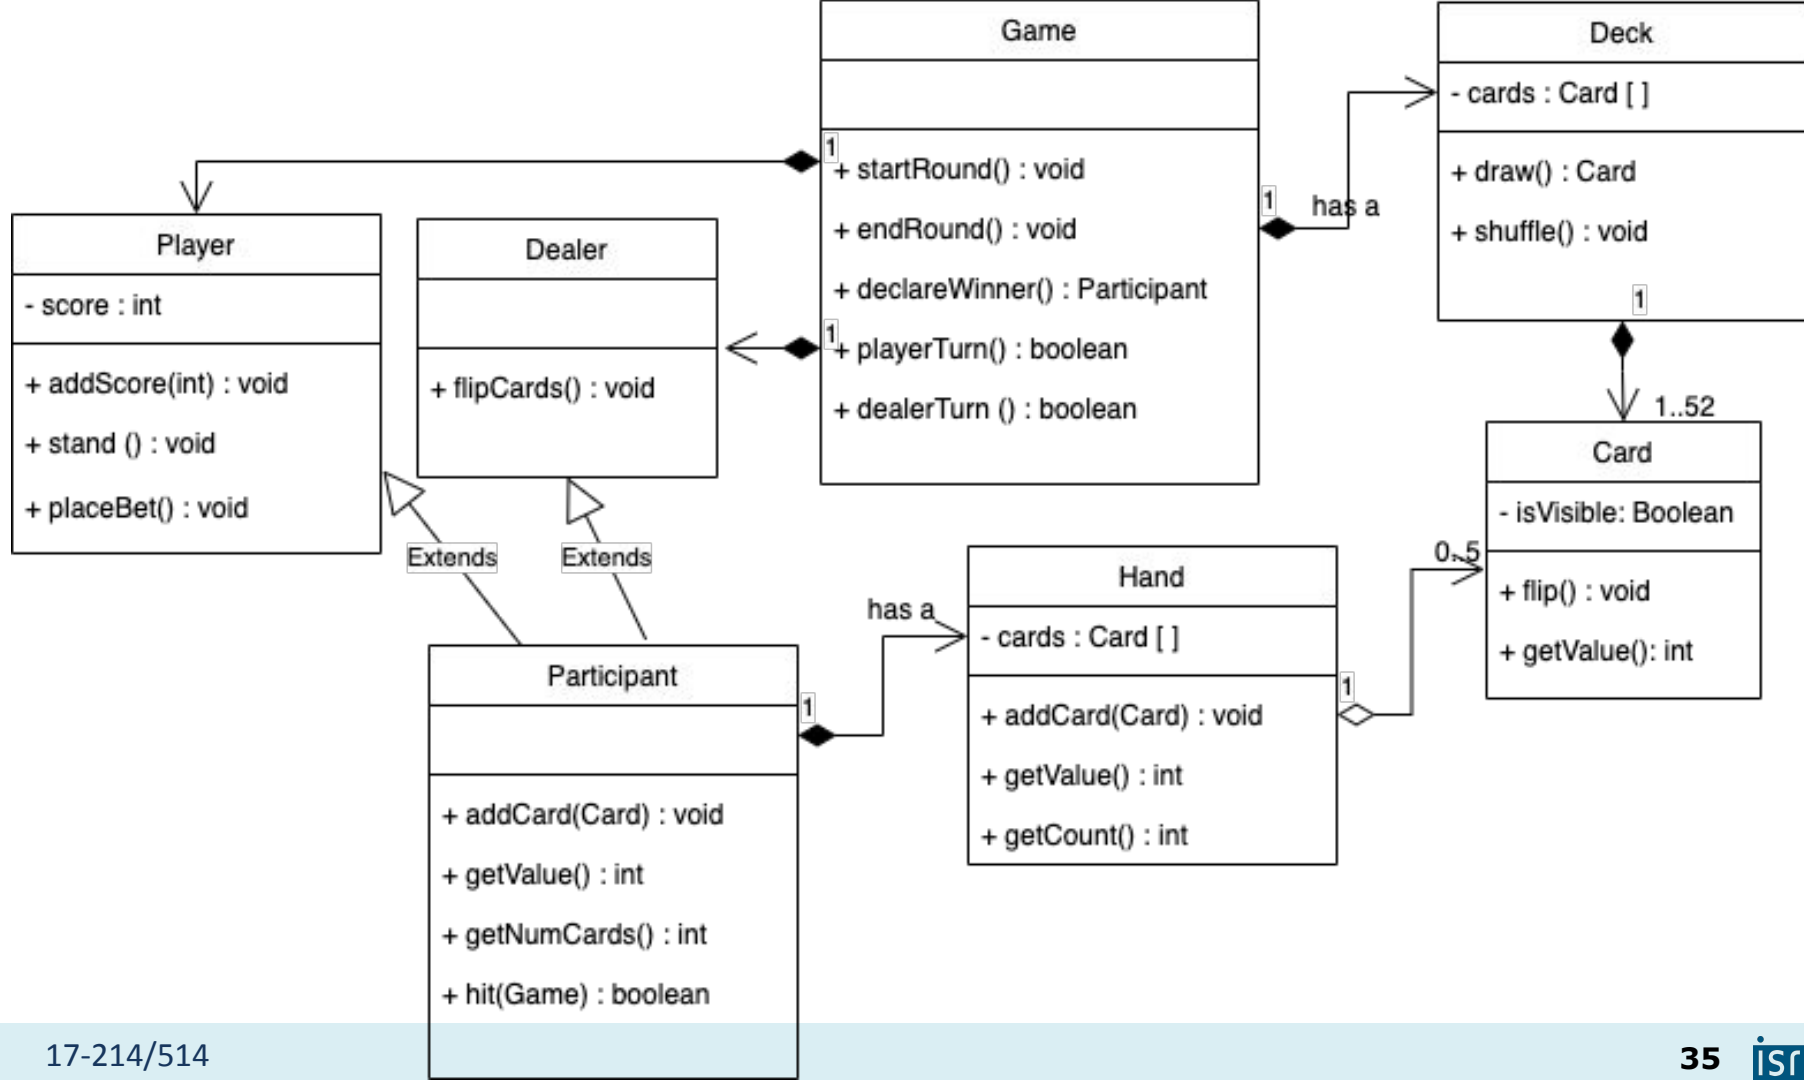 Game
1
+ startRound() : void
+ endRound() : void
+ declareWinner() : Participant
1
+ playerTurn() : boolean
+ dealerTurn () : boolean
1
has a
Deck
- cards : Card [ ]
+ draw() : Card
+ shuffle() : void
1
1..52
Player
- score : int
+ addScore(int) : void
+ stand () : void
+ placeBet() : void
Dealer
+ flipCards() : void
Extends
Extends
Card
- isVisible: Boolean
+ flip() : void
+ getValue(): int
0..5
Hand
- cards : Card [ ]
+ addCard(Card) : void
+ getValue() : int
+ getCount() : int
1
has a
1
Participant
+ addCard(Card) : void
+ getValue() : int
+ getNumCards() : int
+ hit(Game) : boolean
17-214/514
35
isr